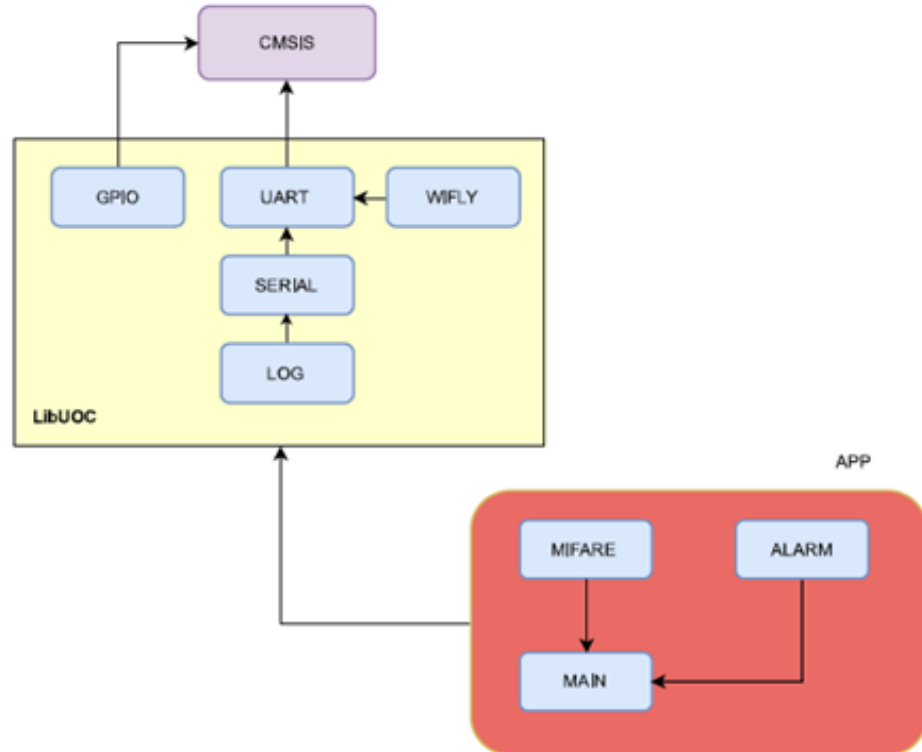 CMSIS
GPIO
UART
WIFLY
SERIAL
LOG
LibUOC
APP
MIFARE
ALARM
MAIN